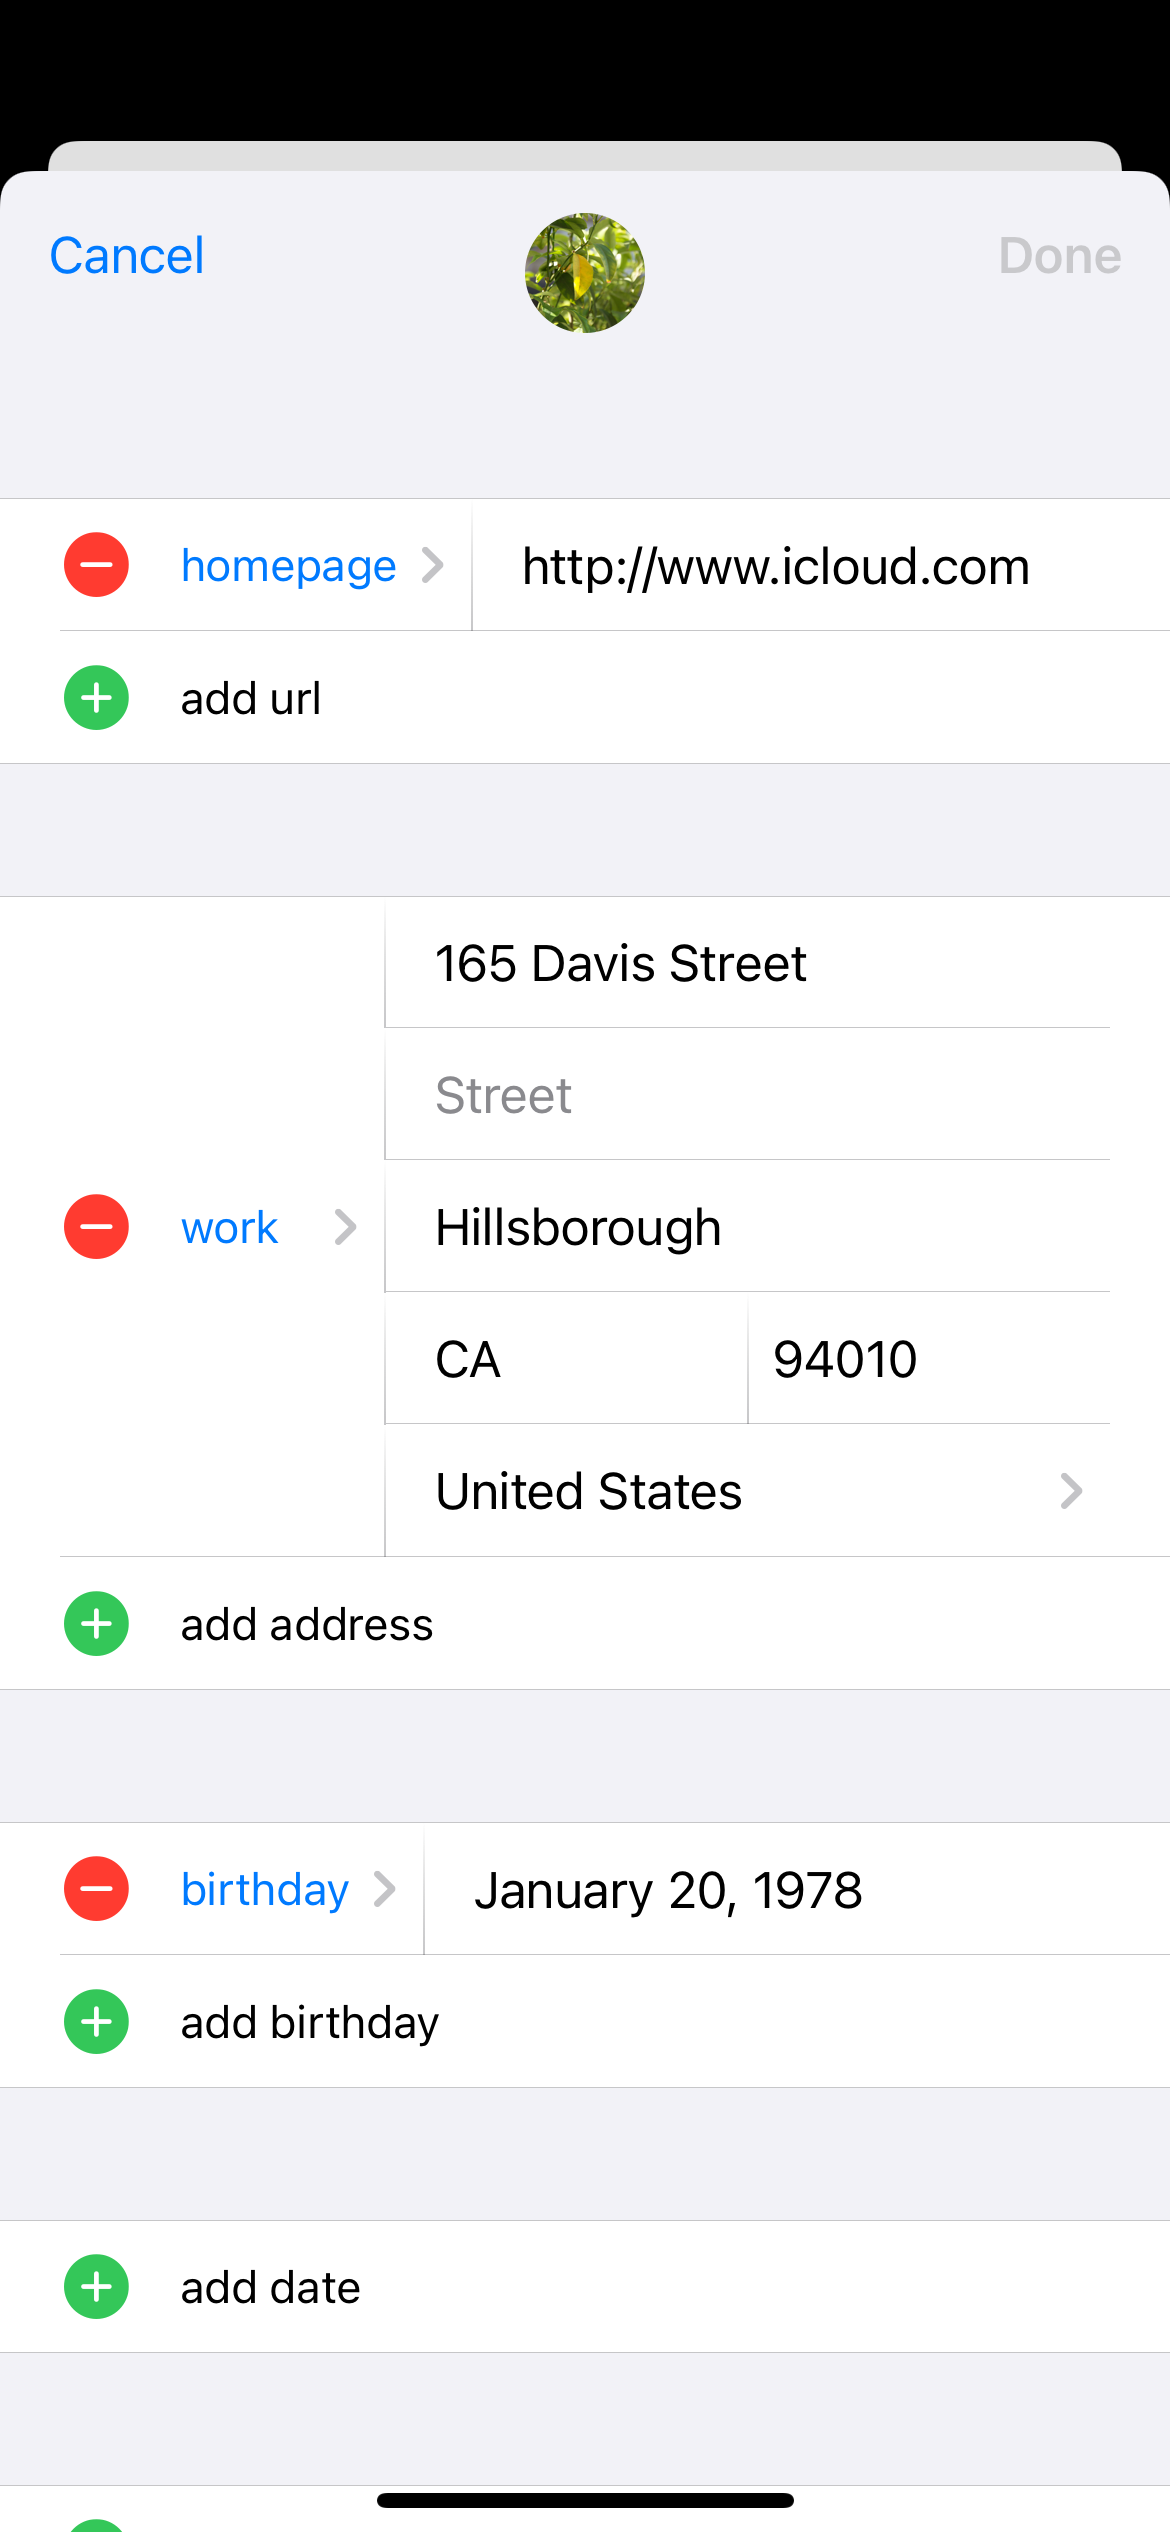 Cancel
Done
homepage
http://www.icloud.com
add url
165 Davis Street
Street
work
Hillsborough
CA
94010
United States
add address
birthday
January 20, 1978
add birthday
add date